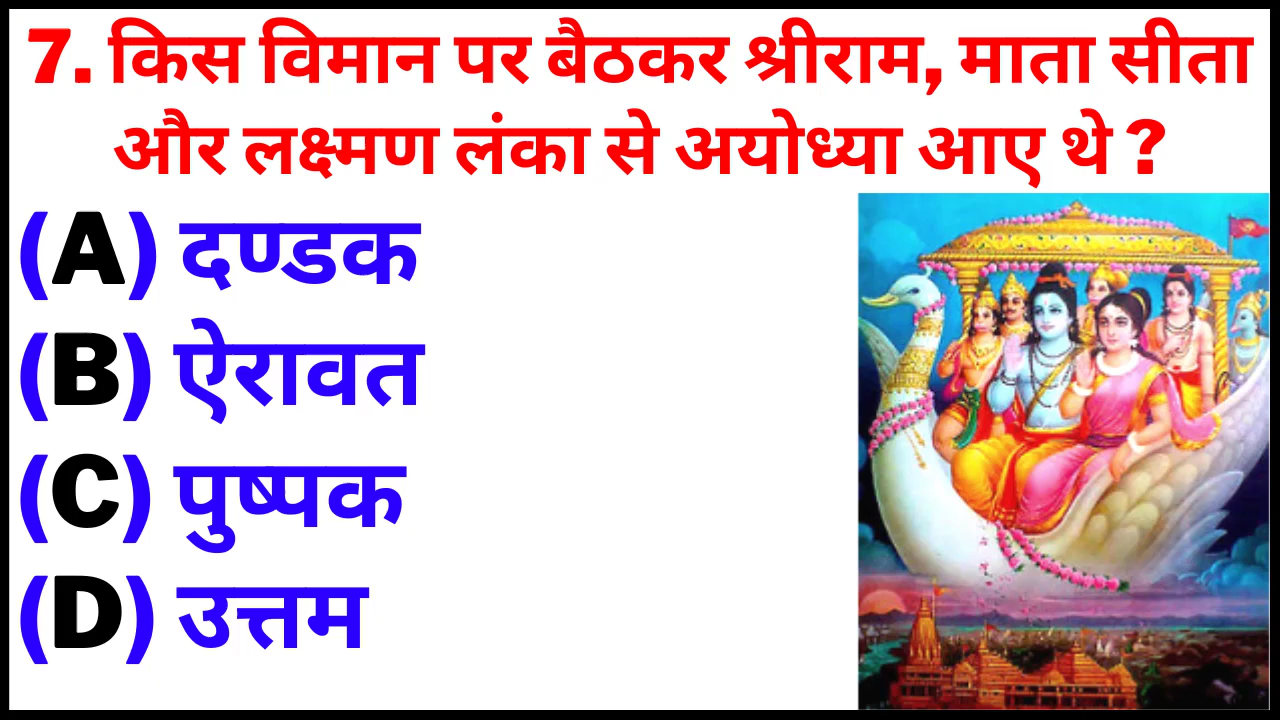 7. किस विमान पर बैठकर श्रीराम, माता सीता
और लक्ष्मण लंका से अयोध्या आए थे ?
(A) दण्डक
(B) ऐरावत
(C) पुष्पक
(D) उत्तम